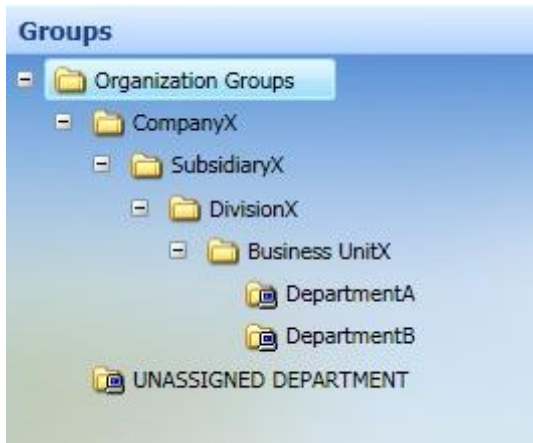 Groups
Organization Groups
CompanyX
SubsidiaryX
DivisionX
Business UnitX
DepartmentA
DepartmentB
UNASSIGNED DEPARTMENT